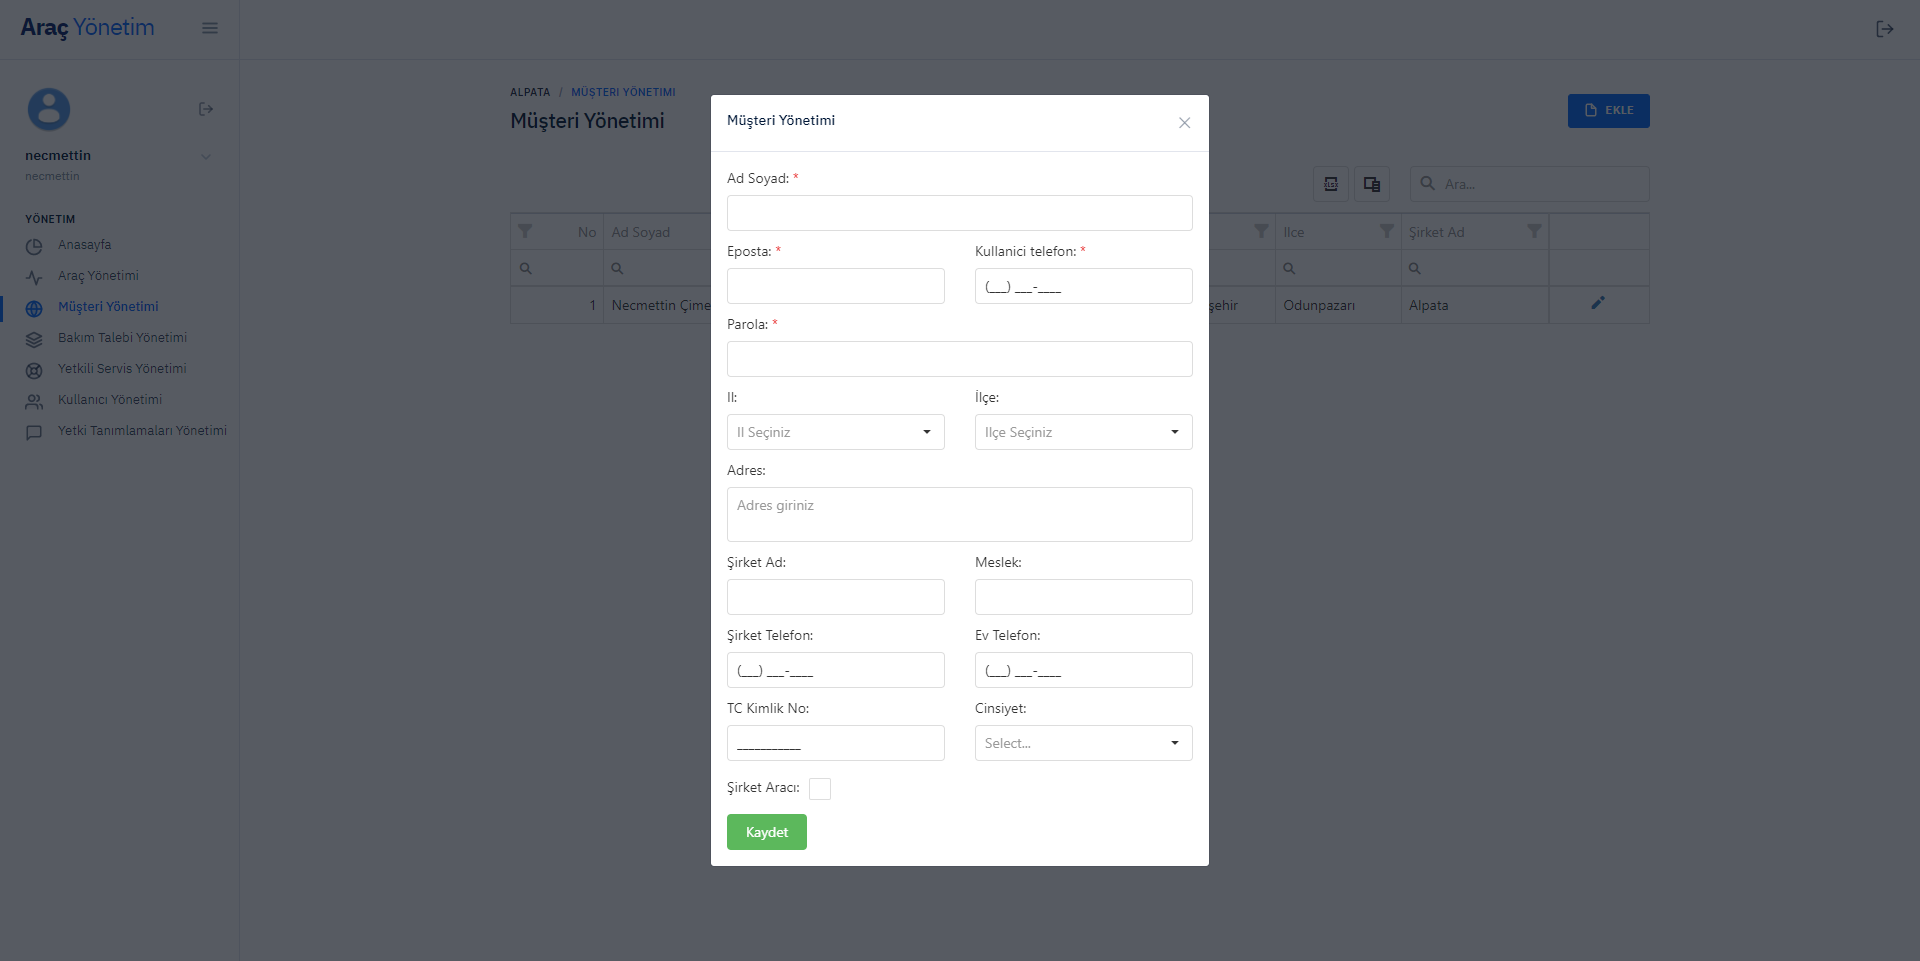 Araç Yönetim
necmettin
necmettin
YÖNETIM
Anasayfa
Araç Yönetimi
Müşteri Yönetimi
Bakım Talebi Yönetimi
Yetkili Servis Yönetimi
Kullanıcı Yönetimi
Yetki Tanımlamaları Yönetimi
ALPATA / MÜŞTERI YÖNETIMI
Müşteri Yönetimi
EKLE
Ara...
No Ad Soyad Ilce Şirket Ad
1 Necmettin Çime şehir Odunpazarı Alpata
Müşteri Yönetimi
Ad Soyad: *
Eposta: * Kullanici telefon: *
(___) ___-____
Parola: *
Il: İlçe:
Il Seçiniz Ilçe Seçiniz
Adres:
Adres giriniz
Şirket Ad: Meslek:
Şirket Telefon: Ev Telefon:
(___) ___-____ (___) ___-____
TC Kimlik No: Cinsiyet:
___________ Select...
Şirket Aracı:
Kaydet